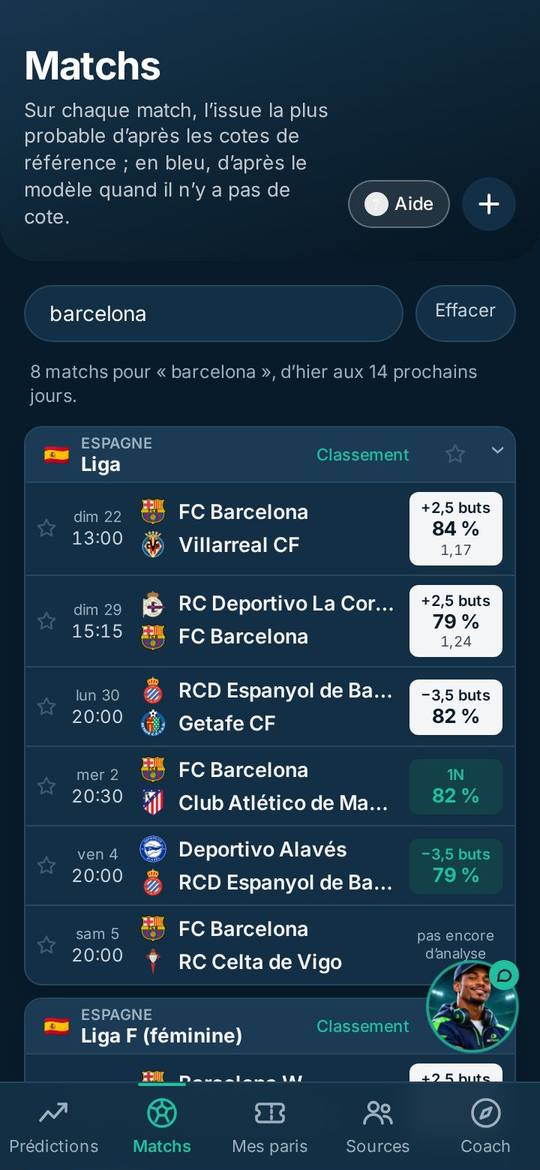 Matchs
Sur chaque match, l’issue la plus
probable d’après les cotes de
référence ; en bleu, d’après le
modèle quand il n’y a pas de
cote.
Aide
barcelona
Effacer
8 matchs pour « barcelona », d’hier aux 14 prochains
jours.
ESPAGNE
Liga
Classement
dim 22
13:00
FC Barcelona
Villarreal CF
+2,5 buts
84 %
1,17
dim 29
15:15
RC Deportivo La Cor…
FC Barcelona
+2,5 buts
79 %
1,24
lun 30
20:00
RCD Espanyol de Ba…
Getafe CF
−3,5 buts
82 %
mer 2
20:30
FC Barcelona
Club Atlético de Ma…
1N
82 %
ven 4
20:00
Deportivo Alavés
RCD Espanyol de Ba…
−3,5 buts
79 %
sam 5
20:00
FC Barcelona
RC Celta de Vigo
pas encore
d’analyse
ESPAGNE
Liga F (féminine)
Classement
Barcelona W
+2,5 buts
Prédictions
Matchs
Mes paris
Sources
Coach